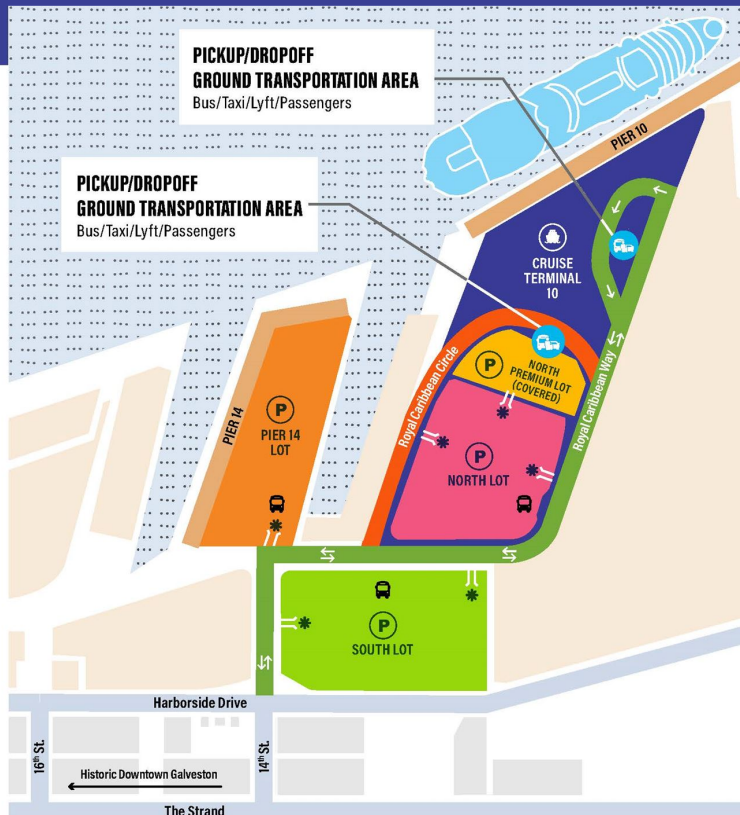 PICKUP/DROPOFF
GROUND TRANSPORTATION AREA
Bus/Taxi/Lyft/Passengers
PICKUP/DROPOFF
GROUND TRANSPORTATION AREA
Bus/Taxi/Lyft/Passengers
PIER 10
CRUISE
TERMINAL
10
Royal Caribbean Circle
P
NORTH
PREMIUM LOT
(COVERED)
Royal Caribbean Way
PIER 14
P
PIER 14
LOT
P
NORTH LOT
P
SOUTH LOT
Harborside Drive
16th St.
14th St.
Historic Downtown Galveston
The Strand